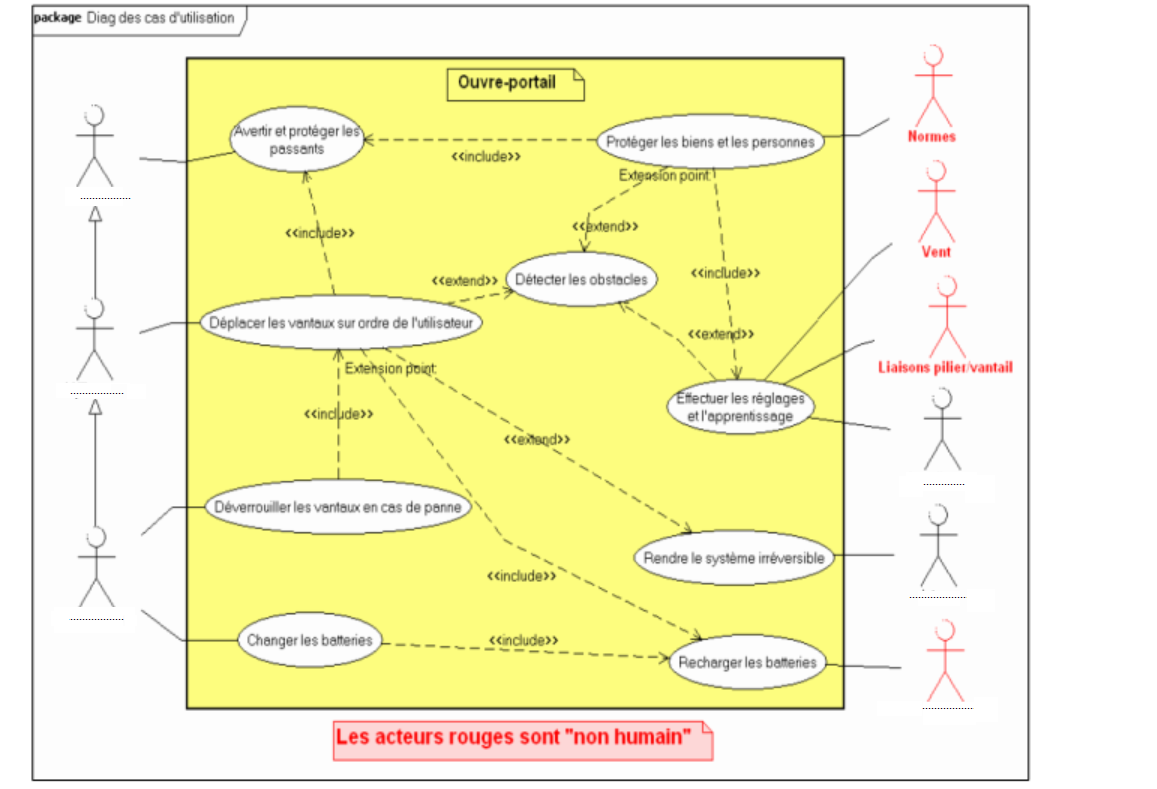 package Diag des cas d'utilisation
Ouvre-portail
Avertir et protéger les
passants
<<include>>
Protéger les biens et les personnes
Normes
Extension point:
<<extend>>
<<include>>
<<include>>
Vent
<<extend>>
Détecter les obstacles
Déplacer les vantaux sur ordre de l'utilisateur
<<extend>>
Extension point:
Liaisons pilier/vantail
Effectuer les réglages
et l'apprentissage
<<include>>
<<extend>>
Déverrouiller les vantaux en cas de panne
Rendre le système irréversible
<<include>>
Changer les batteries
<<include>>
Recharger les batteries
Les acteurs rouges sont "non humain"